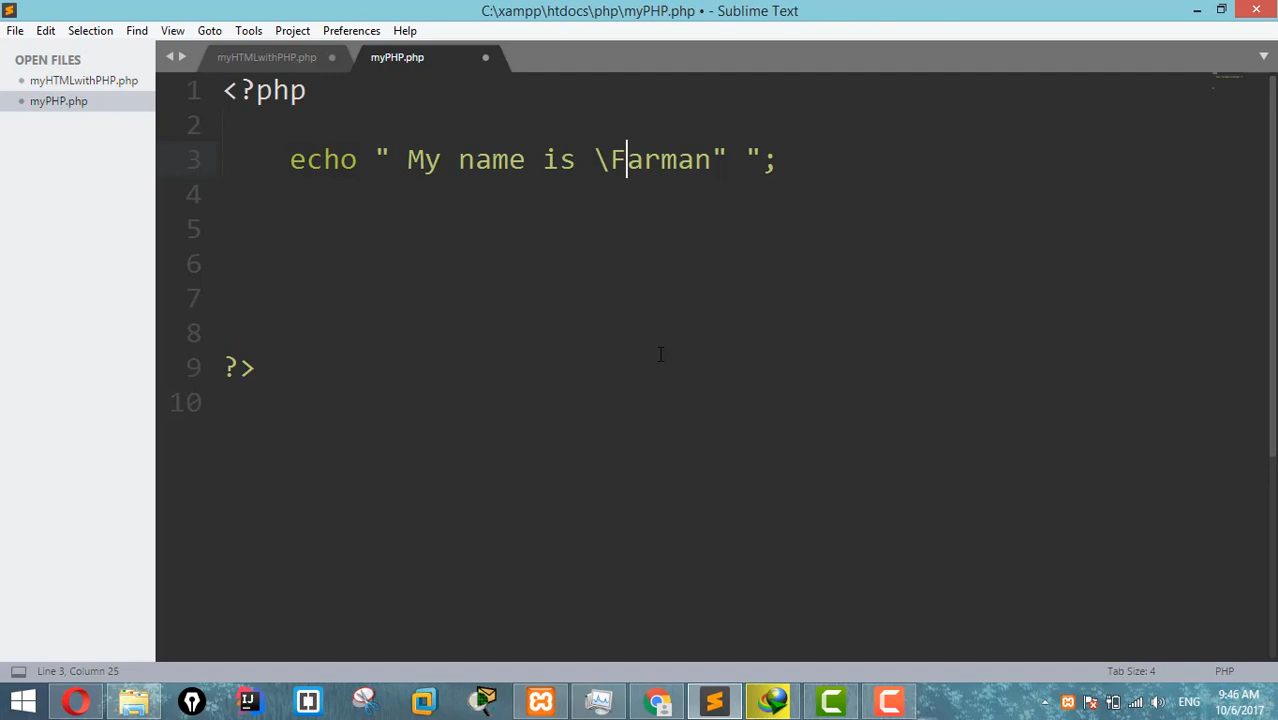 C:\xampp\htdocs\php\myPHP.php • - Sublime Text
File Edit Selection Find View Goto Tools Project Preferences Help
OPEN FILES
myHTMLwithPHP.php
myPHP.php
myHTMLwithPHP.php myPHP.php
1 <?php
2
3 echo " My name is \Farman" ";
4
5
6
7
8
9 ?>
10
Line 3, Column 25 Tab Size: 4 PHP
ENG 9:46 AM
10/6/2017